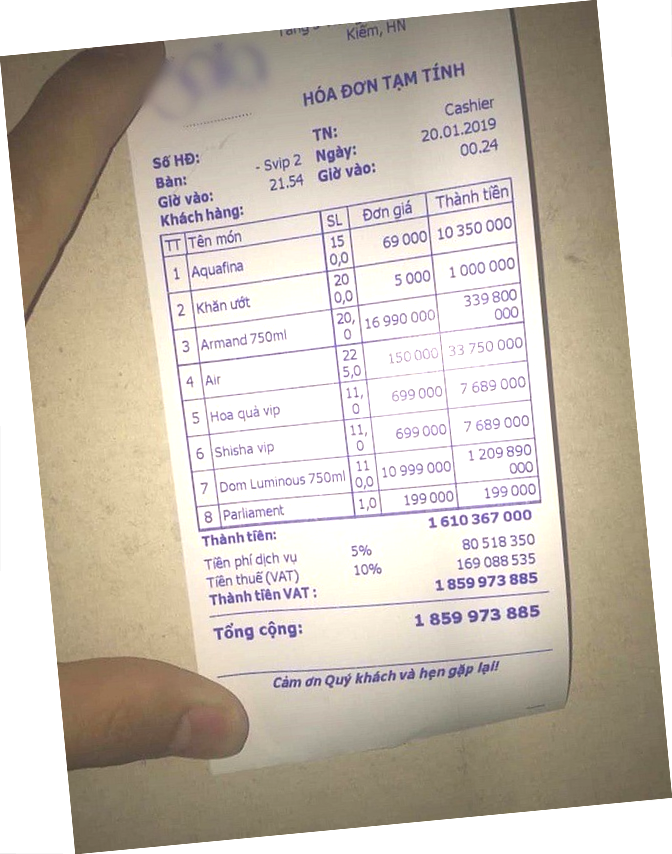 Kiếm, HN
HÓA ĐƠN TẠM TÍNH
Số HĐ: TN: Cashier
Bàn: - Svip 2 Ngày: 20.01.2019
Giờ vào: 21.54 Giờ vào: 00.24
Khách hàng:
TT Tên món SL Đơn giá Thành tiền
1 Aquafina 15 0,0 69 000 10 350 000
2 Khăn ướt 20 0,0 5 000 1 000 000
3 Armand 750ml 20, 0 16 990 000 339 800 000
4 Air 22 5,0 150 000 33 750 000
5 Hoa quả vip 11, 0 699 000 7 689 000
6 Shisha vip 11, 0 699 000 7 689 000
7 Dom Luminous 750ml 11 0,0 10 999 000 1 209 890 000
8 Parliament 1,0 199 000 199 000
Thành tiền: 1 610 367 000
Tiền phí dịch vụ 5% 80 518 350
Tiền thuế (VAT) 10% 169 088 535
Thành tiền VAT : 1 859 973 885
Tổng cộng: 1 859 973 885
Cảm ơn Quý khách và hẹn gặp lại!